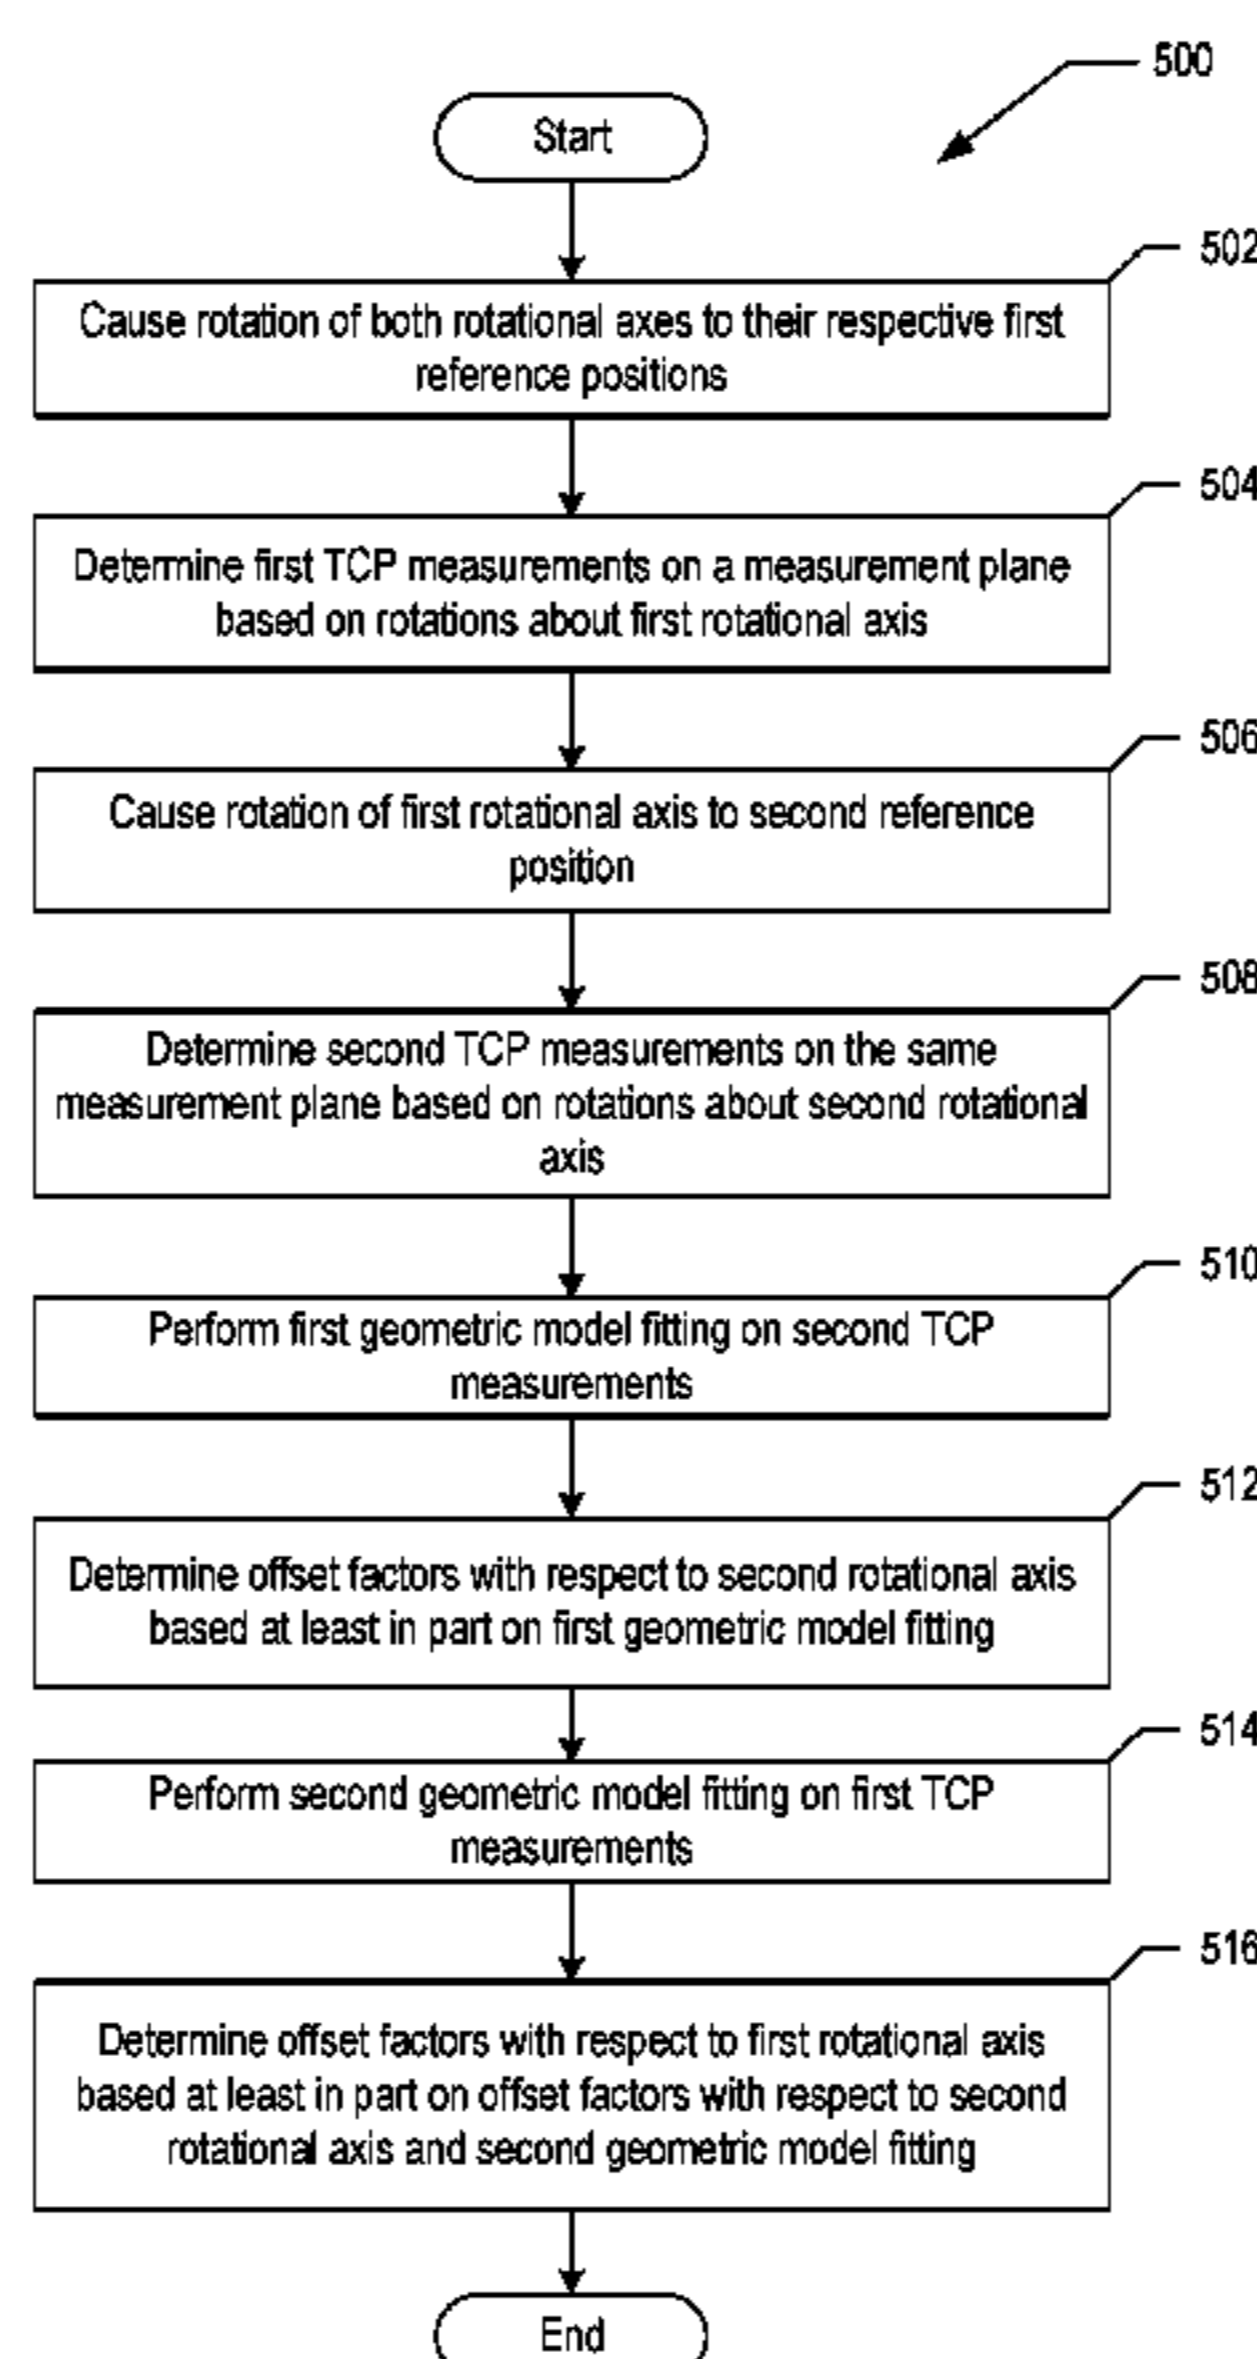 500
Start
502
Cause rotation of both rotational axes to their respective first
reference positions
504
Determine first TCP measurements on a measurement plane
based on rotations about first rotational axis
506
Cause rotation of first rotational axis to second reference
position
508
Determine second TCP measurements on the same
measurement plane based on rotations about second rotational
axis
510
Perform first geometric model fitting on second TCP
measurements
512
Determine offset factors with respect to second rotational axis
based at least in part on first geometric model fitting
514
Perform second geometric model fitting on first TCP
measurements
516
Determine offset factors with respect to first rotational axis
based at least in part on offset factors with respect to second
rotational axis and second geometric model fitting
End